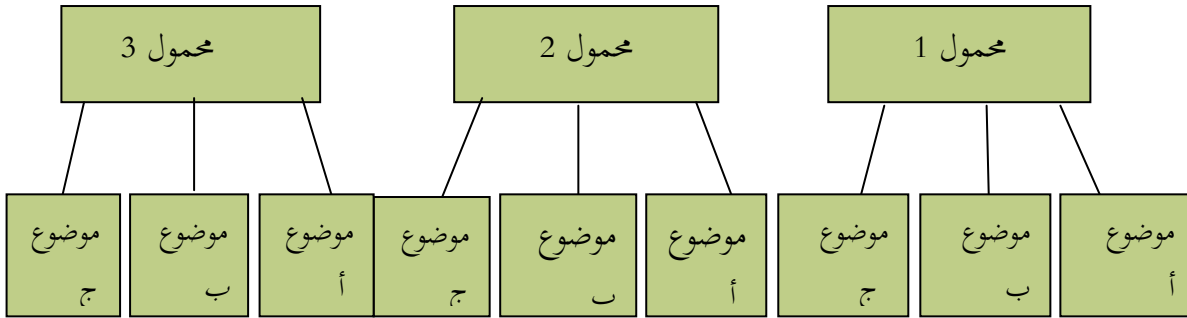 محمول 1
محمول 2
محمول 3
موضوع
أ
موضوع
ب
موضوع
ج
موضوع
أ
موضوع
ب
موضوع
ج
موضوع
أ
موضوع
ب
موضوع
ج